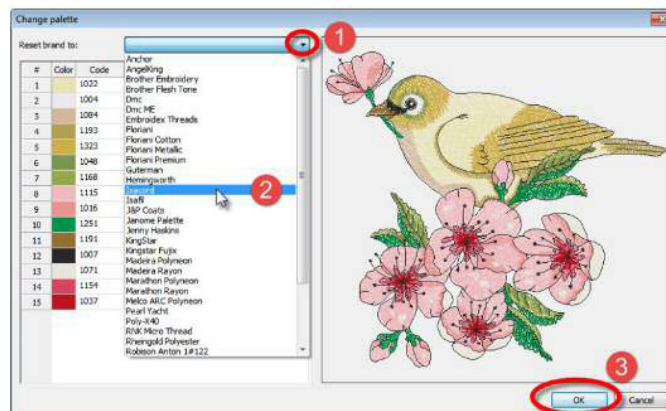 Change palette
Reset brand to:
1
# Color Code
1 1022
2 1004
3 1084
4 1193
5 1323
6 1048
7 1168
8 1115
9 1016
10 1251
11 1191
12 1007
13 1071
14 1154
15 1037
Anchor
AngelKing
Brother Embroidery
Brother Flesh Tone
Dmc
Dmc ME
Embroidex Threads
Floriani
Floriani Cotton
Floriani Metallic
Floriani Premium
Guterman
Hemingworth
Isacord
2
Isafil
J&P Coats
Janome Palette
Jenny Haskins
KingStar
Kingstar Fujix
Madeira Polyneon
Madeira Rayon
Marathon Polyneon
Marathon Rayon
Melco ARC Polyneon
Pearl Yacht
Poly-X40
RNK Micro Thread
Rheingold Polyester
Robison Anton 1#122
3
OK Cancel